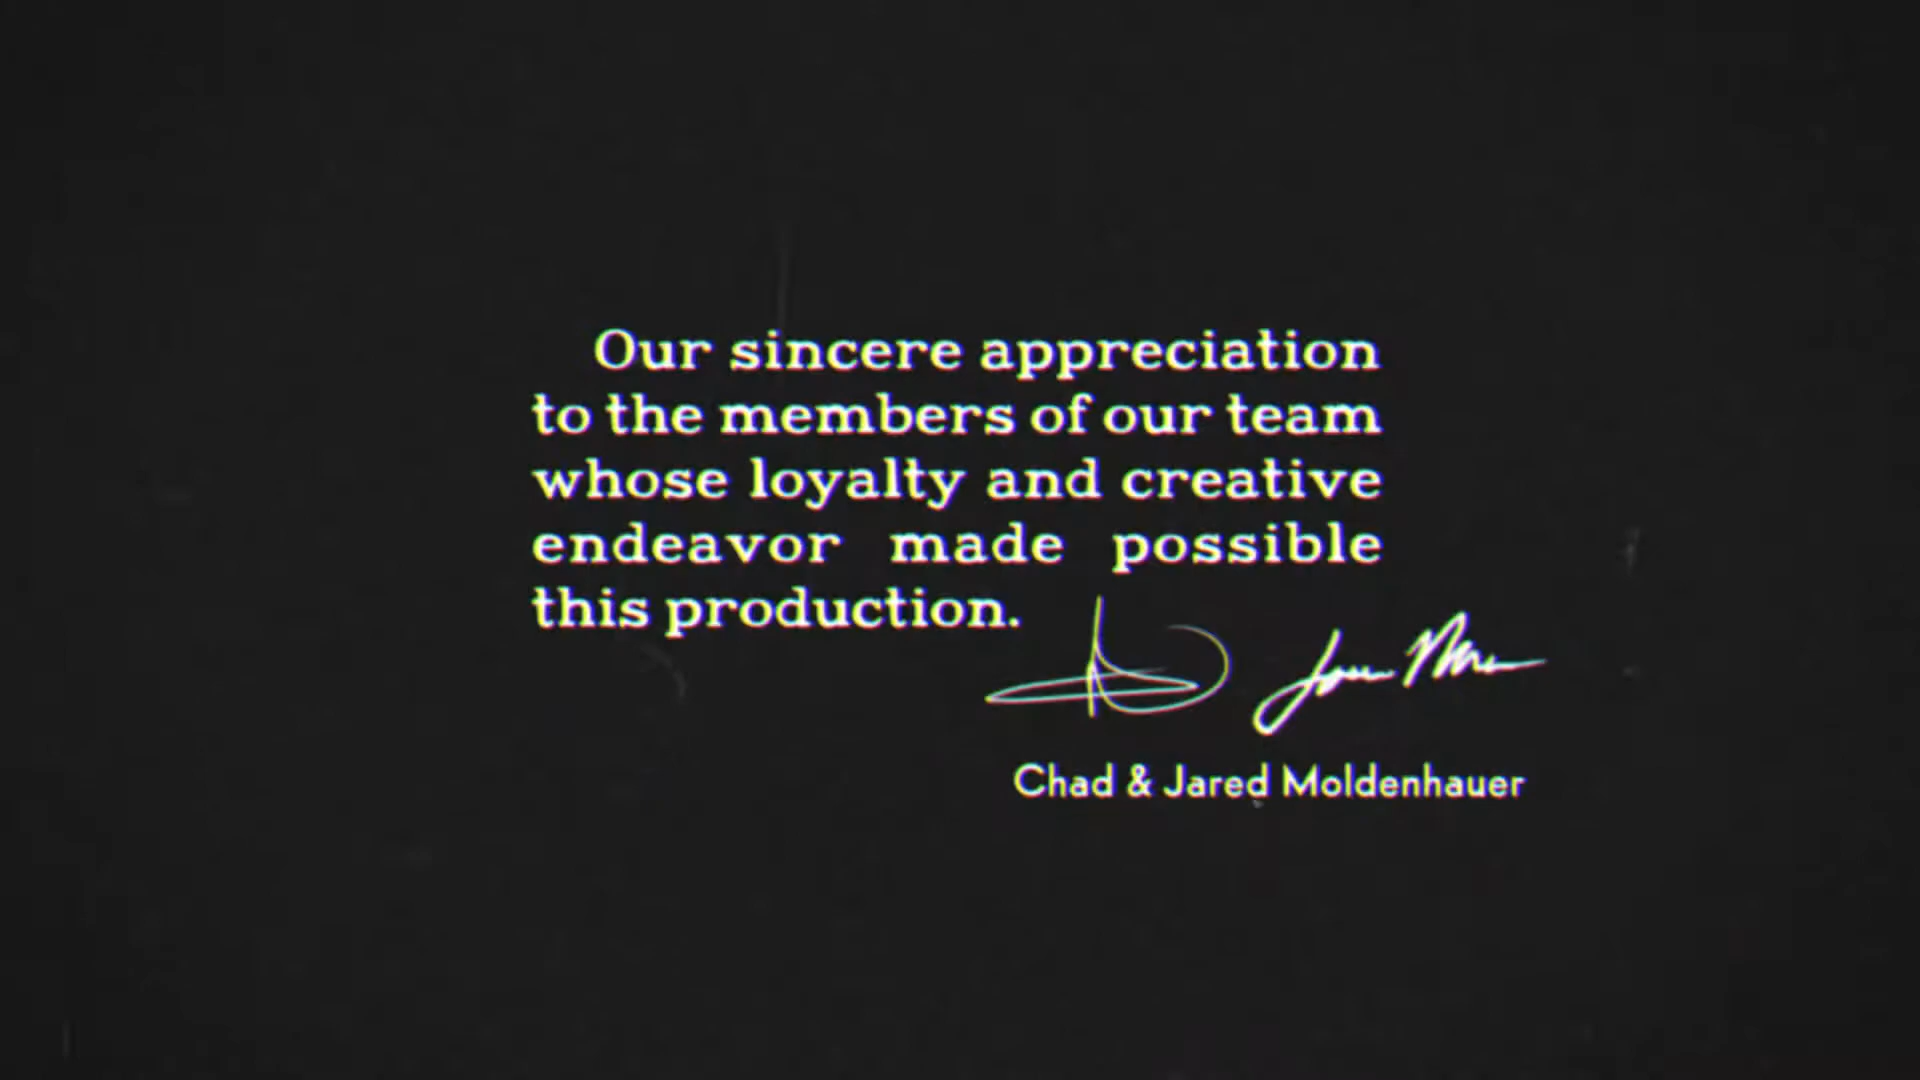 Our sincere appreciation
to the members of our team
whose loyalty and creative
endeavor made possible
this production.
Chad & Jared Moldenhauer